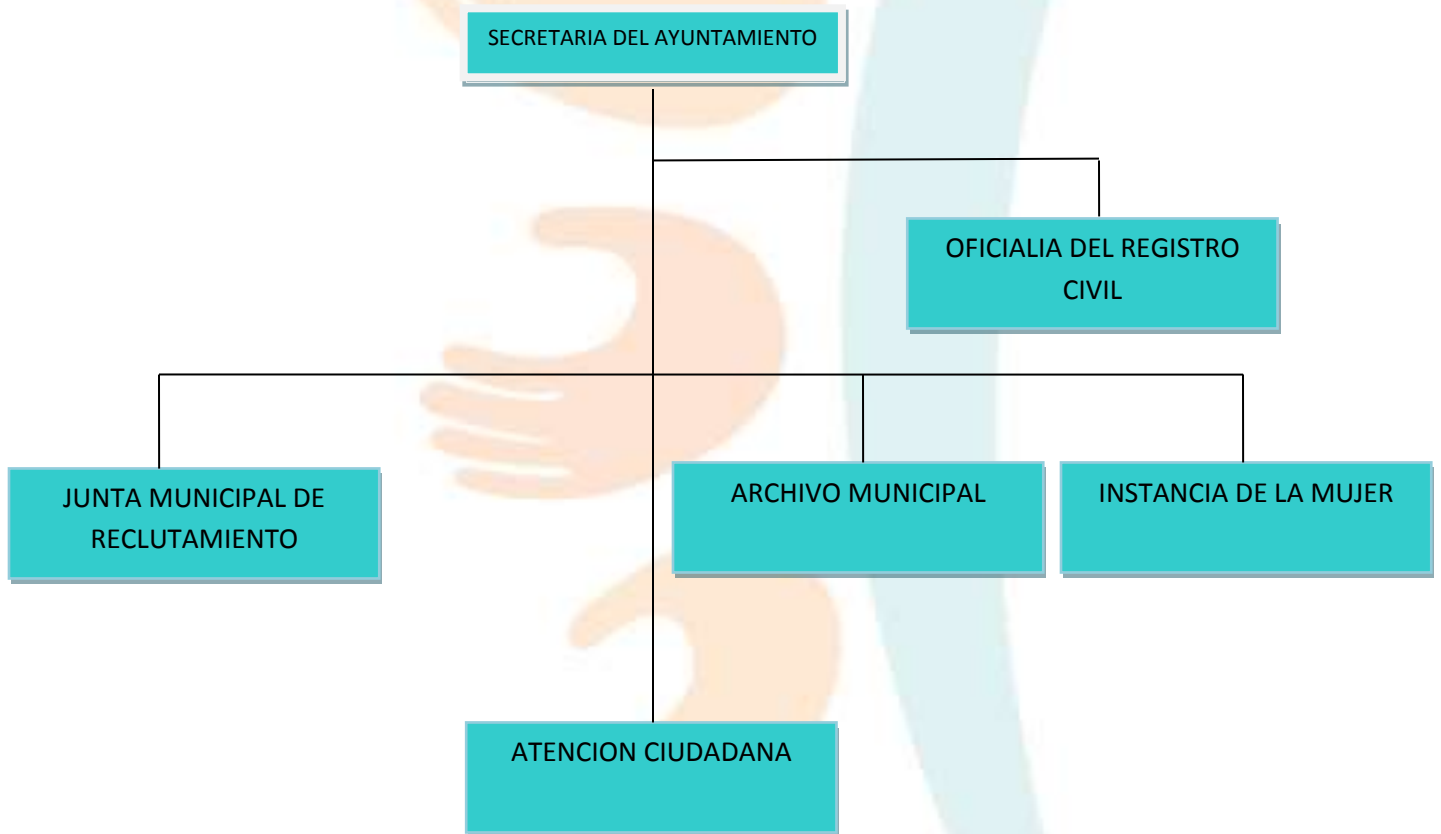 SECRETARIA DEL AYUNTAMIENTO
OFICIALIA DEL REGISTRO
CIVIL
JUNTA MUNICIPAL DE
RECLUTAMIENTO
ARCHIVO MUNICIPAL
INSTANCIA DE LA MUJER
ATENCION CIUDADANA